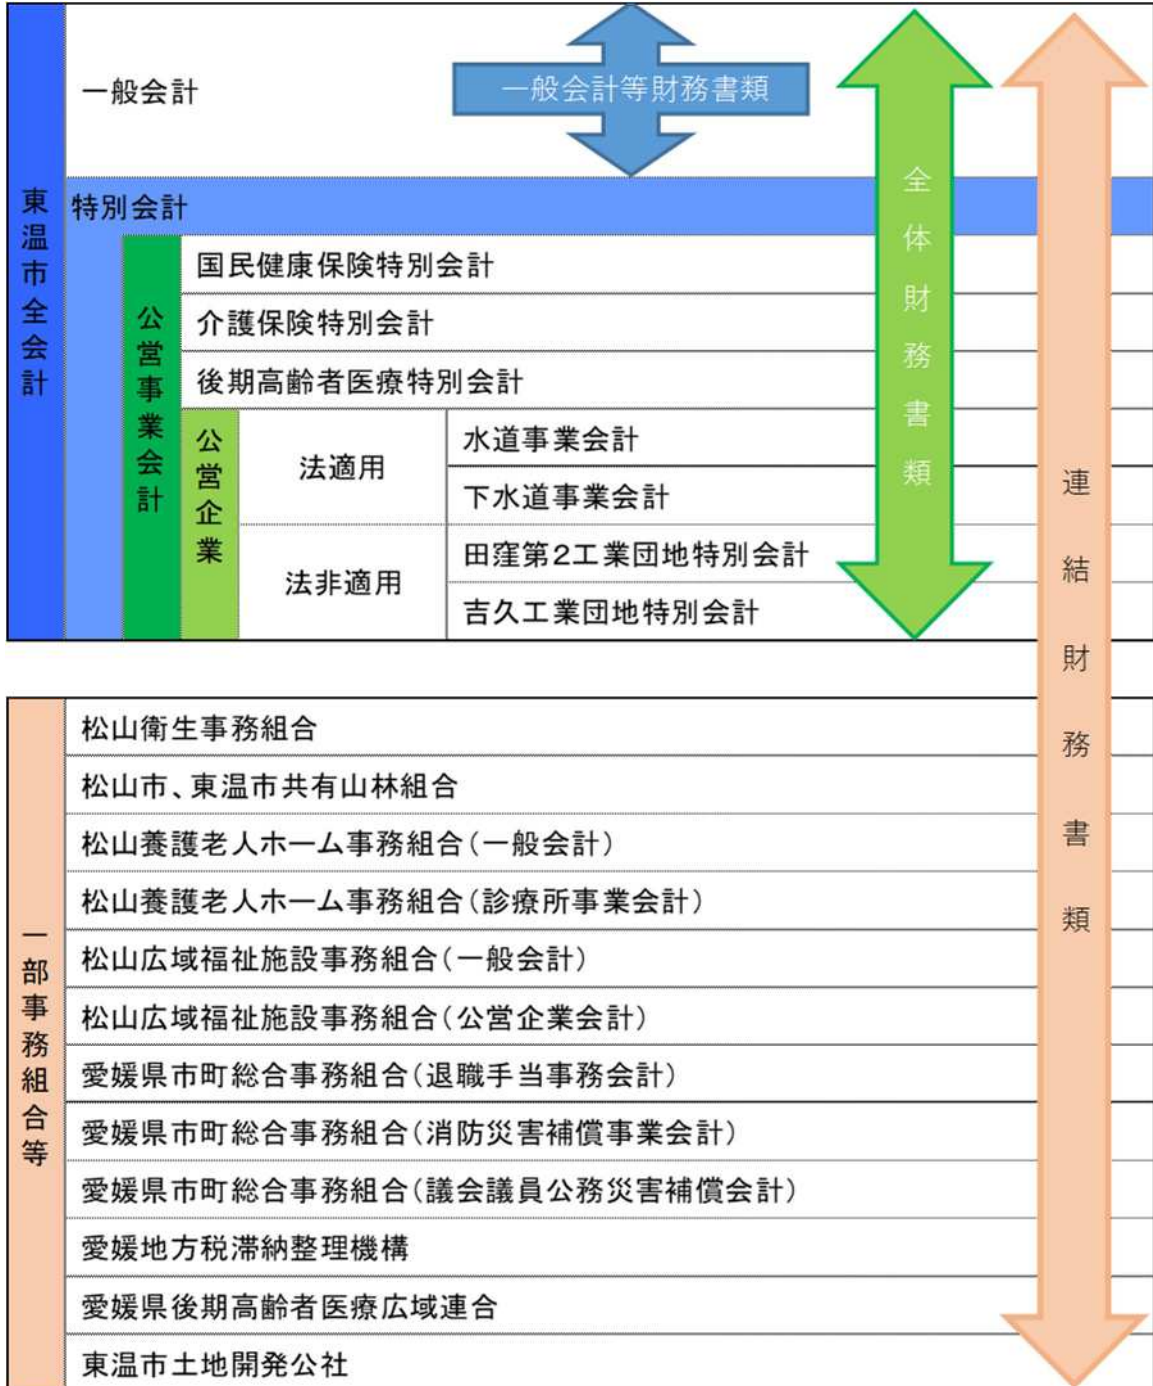 東温市全会計
一般会計
一般会計等財務書類
全体財務書類
連結財務書類
特別会計
公営事業会計
国民健康保険特別会計
介護保険特別会計
後期高齢者医療特別会計
公営企業
法適用
水道事業会計
下水道事業会計
法非適用
田窪第2工業団地特別会計
吉久工業団地特別会計
一部事務組合等
松山衛生事務組合
松山市、東温市共有山林組合
松山養護老人ホーム事務組合(一般会計)
松山養護老人ホーム事務組合(診療所事業会計)
松山広域福祉施設事務組合(一般会計)
松山広域福祉施設事務組合(公営企業会計)
愛媛県市町総合事務組合(退職手当事務会計)
愛媛県市町総合事務組合(消防災害補償事業会計)
愛媛県市町総合事務組合(議会議員公務災害補償会計)
愛媛地方税滞納整理機構
愛媛県後期高齢者医療広域連合
東温市土地開発公社